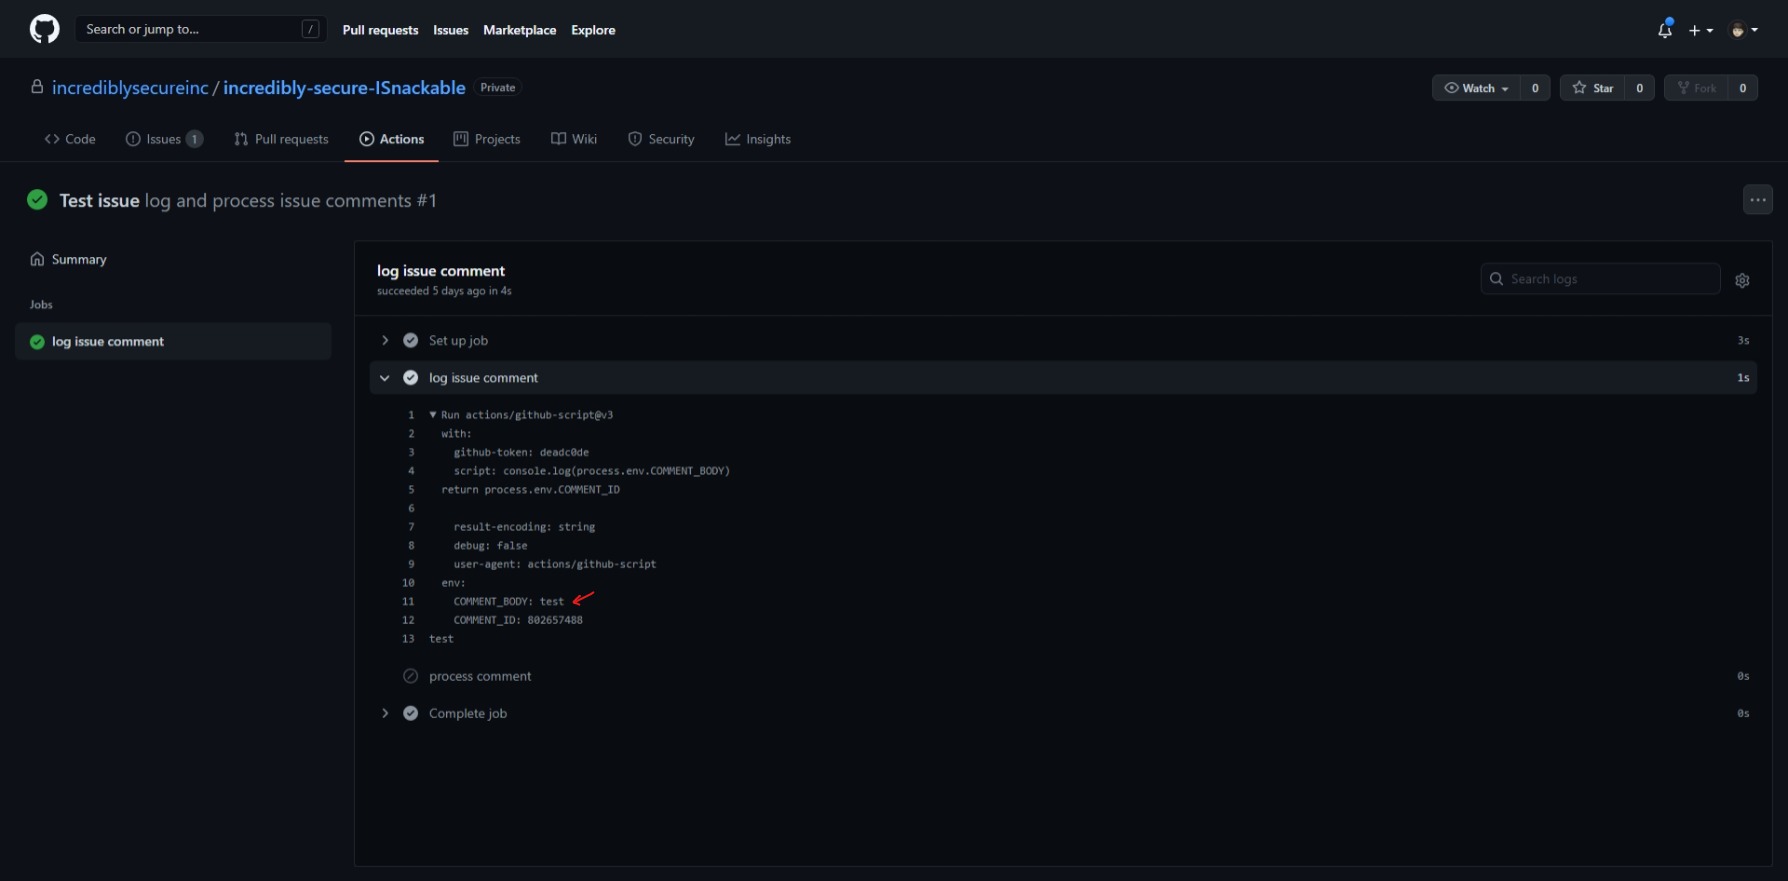 Search or jump to... /
Pull requests Issues Marketplace Explore
incrediblysecureinc / incredibly-secure-ISnackable Private
Watch 0 Star 0 Fork 0
Code Issues 1 Pull requests Actions Projects Wiki Security Insights
Test issue log and process issue comments #1
Summary
Jobs
log issue comment
log issue comment
succeeded 5 days ago in 4s
Search logs
Set up job 3s
log issue comment 1s
1 ▼ Run actions/github-script@v3
2 with:
3 github-token: deadc0de
4 script: console.log(process.env.COMMENT_BODY)
5 return process.env.COMMENT_ID
6
7 result-encoding: string
8 debug: false
9 user-agent: actions/github-script
10 env:
11 COMMENT_BODY: test
12 COMMENT_ID: 802657488
13 test
process comment 0s
Complete job 0s